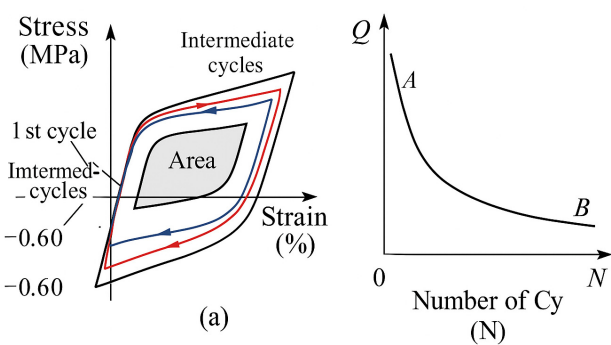 Stress
(MPa)
Intermediate
cycles
1 st cycle
Imtermed-
cycles
Area
−0.60
−0.60
Strain
(%)
(a)
Q
A
B
0
N
Number of Cy
(N)